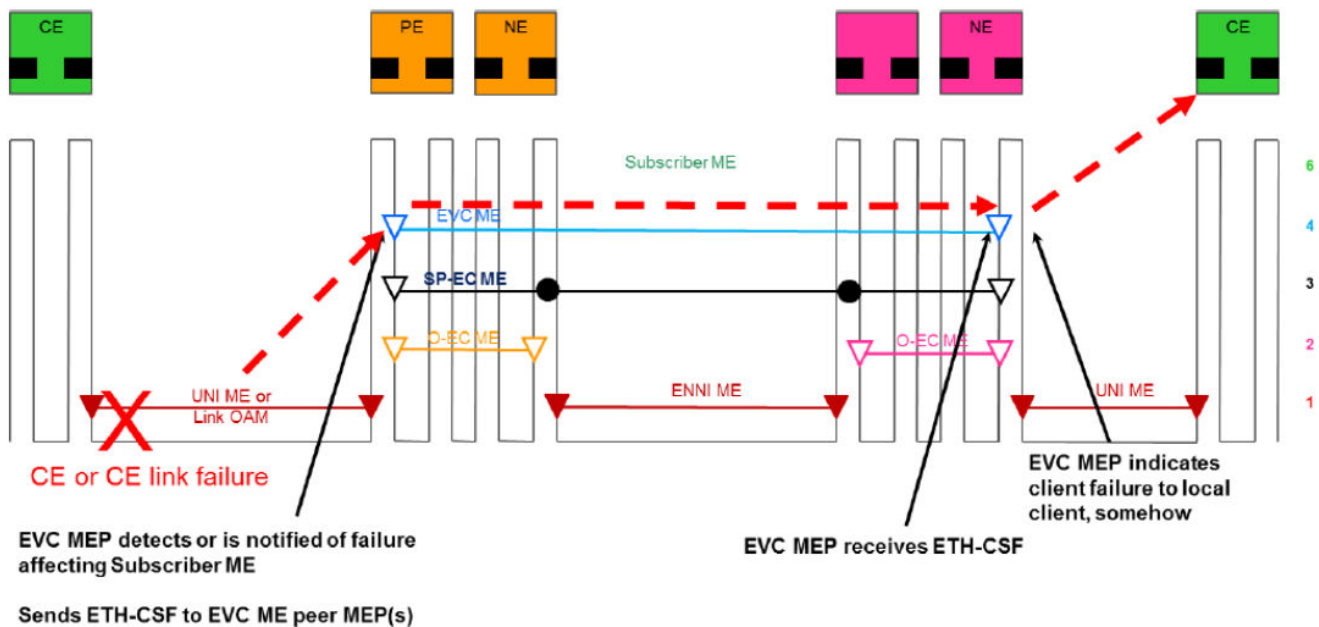 CE
PE
NE
NE
CE
Subscriber ME
6
EVC ME
4
SP-EC ME
3
O-EC ME
O-EC ME
2
UNI ME or
Link OAM
ENNI ME
UNI ME
1
CE or CE link failure
EVC MEP detects or is notified of failure
affecting Subscriber ME
Sends ETH-CSF to EVC ME peer MEP(s)
EVC MEP receives ETH-CSF
EVC MEP indicates
client failure to local
client, somehow